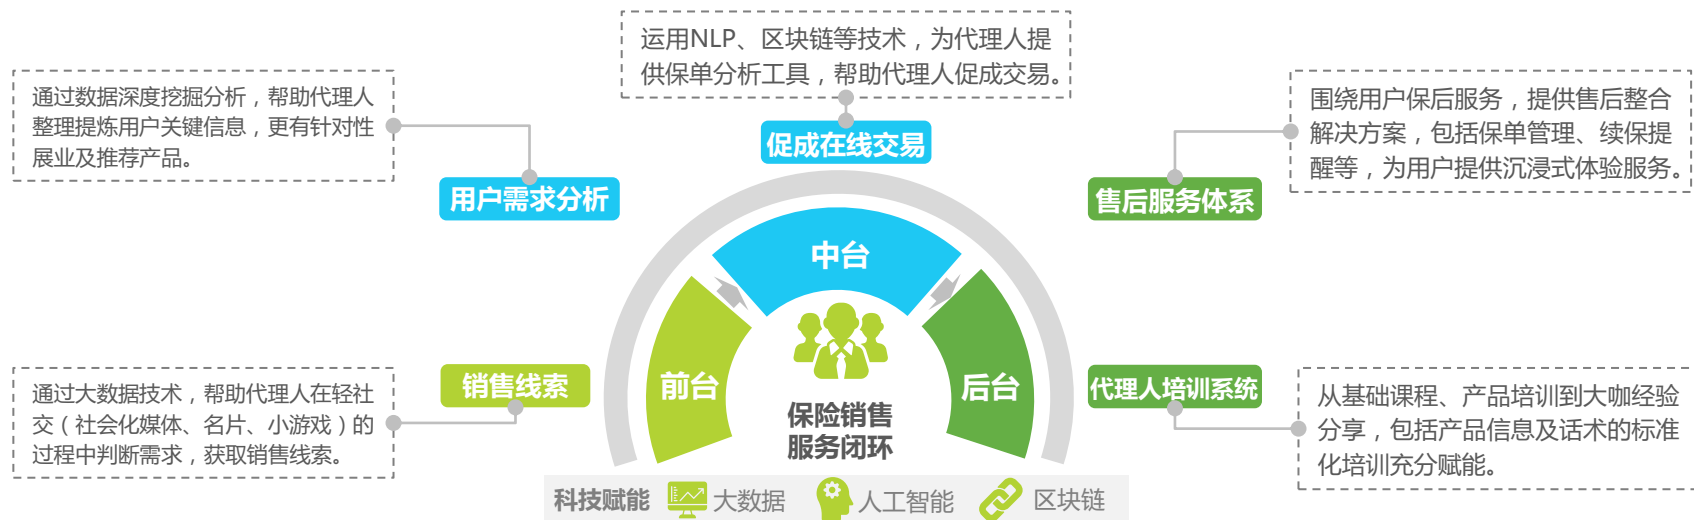 运用NLP、区块链等技术，为代理人提
供保单分析工具，帮助代理人促成交易。
通过数据深度挖掘分析，帮助代理人
整理提炼用户关键信息，更有针对性
展业及推荐产品。
围绕用户保后服务，提供售后整合
解决方案，包括保单管理、续保提
醒等，为用户提供沉浸式体验服务。
促成在线交易
用户需求分析
售后服务体系
中台
前台
后台
保险销售
服务闭环
销售线索
代理人培训系统
通过大数据技术，帮助代理人在轻社
交（社会化媒体、名片、小游戏）的
过程中判断需求，获取销售线索。
从基础课程、产品培训到大咖经验
分享，包括产品信息及话术的标准
化培训充分赋能。
科技赋能 大数据 人工智能 区块链